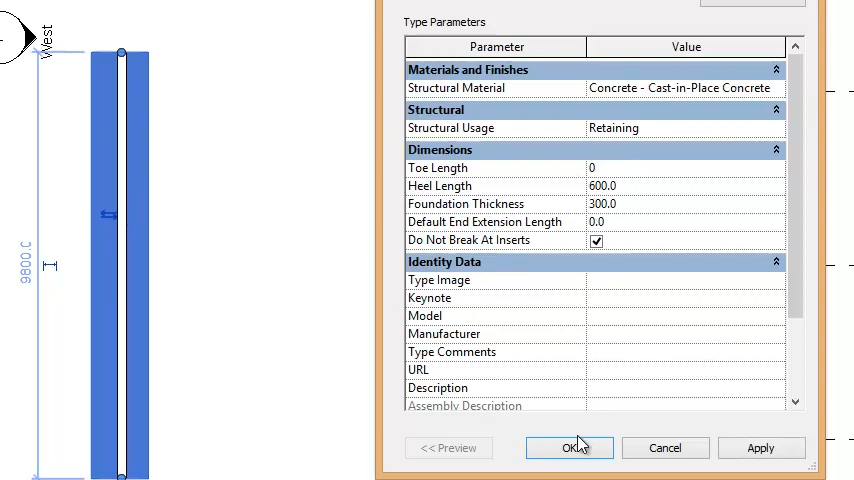 West
9800.0
Type Parameters
Parameter Value
Materials and Finishes
Structural Material Concrete - Cast-in-Place Concrete
Structural
Structural Usage Retaining
Dimensions
Toe Length 0
Heel Length 600.0
Foundation Thickness 300.0
Default End Extension Length 0.0
Do Not Break At Inserts
Identity Data
Type Image
Keynote
Model
Manufacturer
Type Comments
URL
Description
Assembly Description
<< Preview OK Cancel Apply